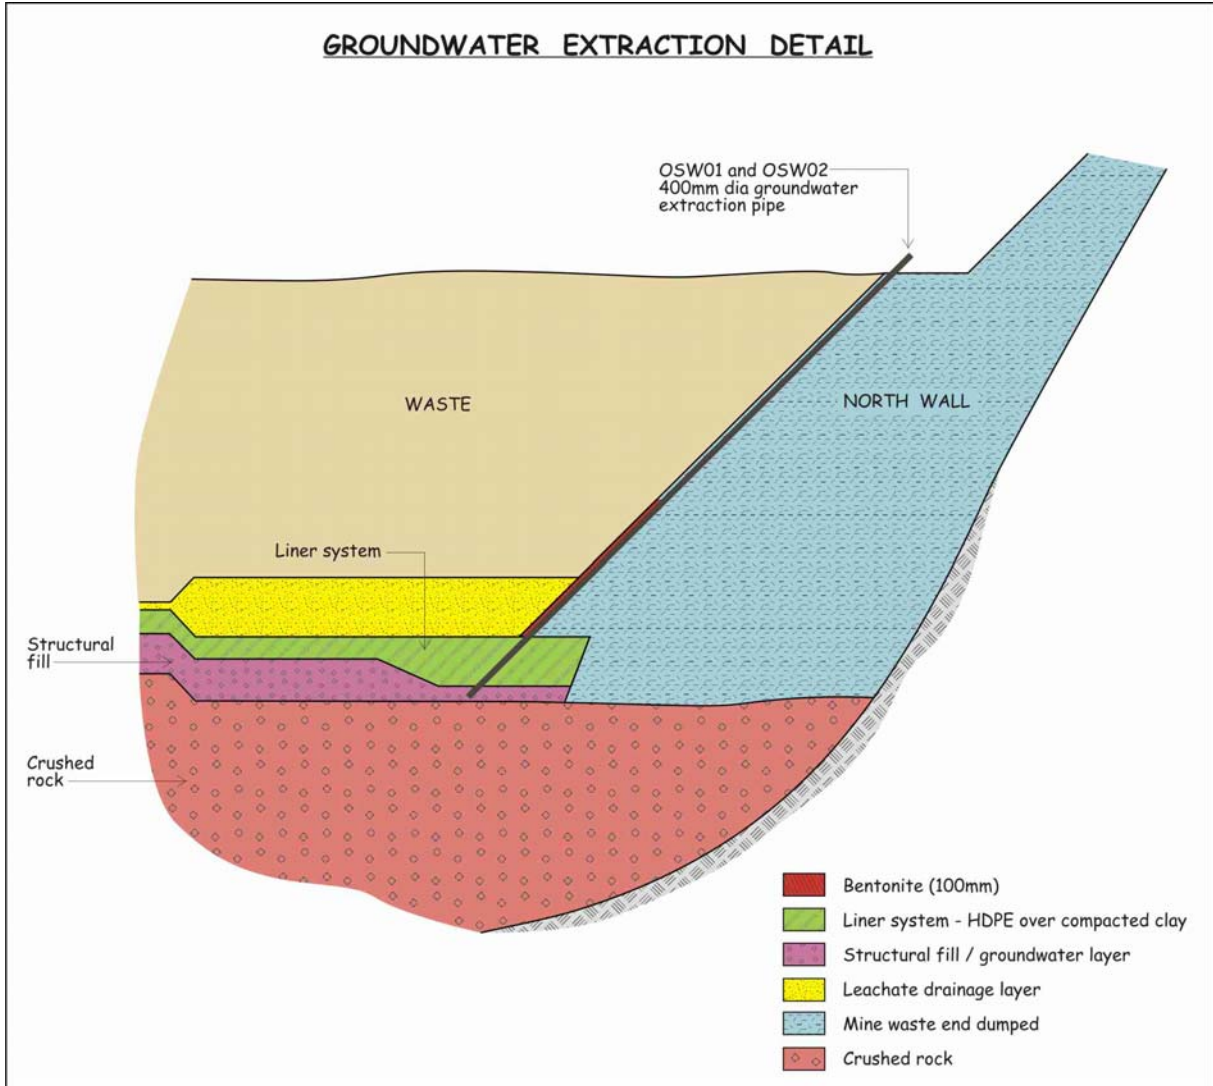 GROUNDWATER EXTRACTION DETAIL
OSW01 and OSW02
400mm dia groundwater
extraction pipe
WASTE
NORTH WALL
Liner system
Structural
fill
Crushed
rock
Bentonite (100mm)
Liner system - HDPE over compacted clay
Structural fill / groundwater layer
Leachate drainage layer
Mine waste end dumped
Crushed rock